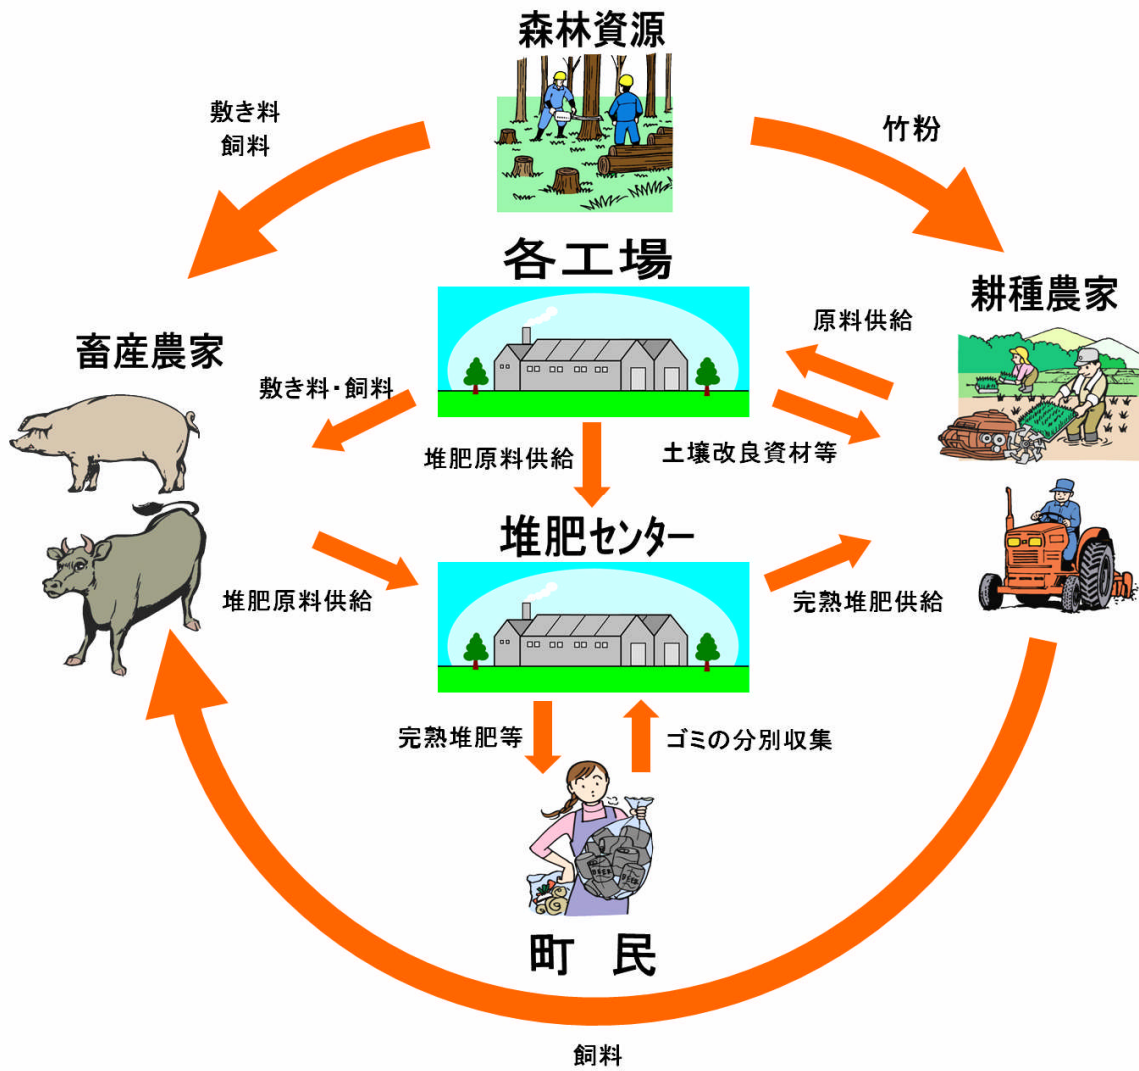 森林資源
敷き料
飼料
竹粉
各工場
耕種農家
原料供給
畜産農家
敷き料・飼料
堆肥原料供給
土壌改良資材等
堆肥センター
堆肥原料供給
完熟堆肥供給
完熟堆肥等
ゴミの分別収集
町 民
飼料